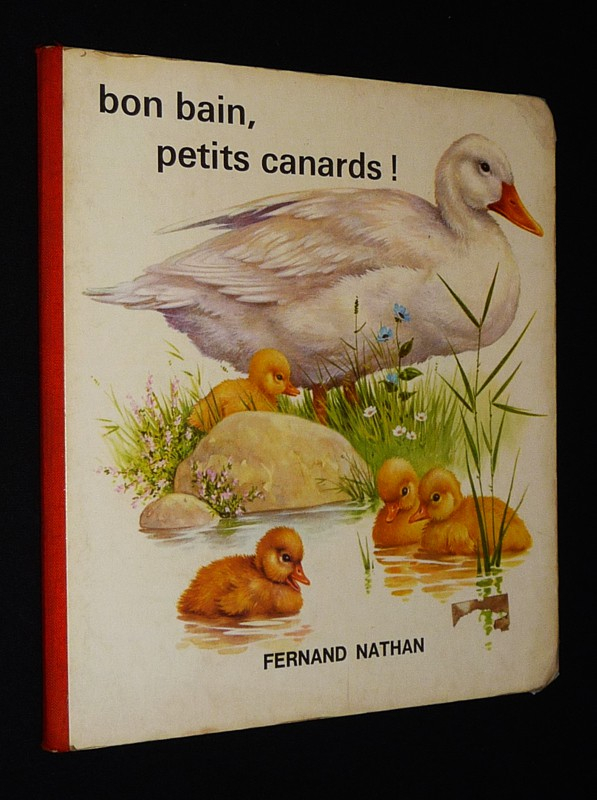 bon bain,
petits canards !
FERNAND NATHAN